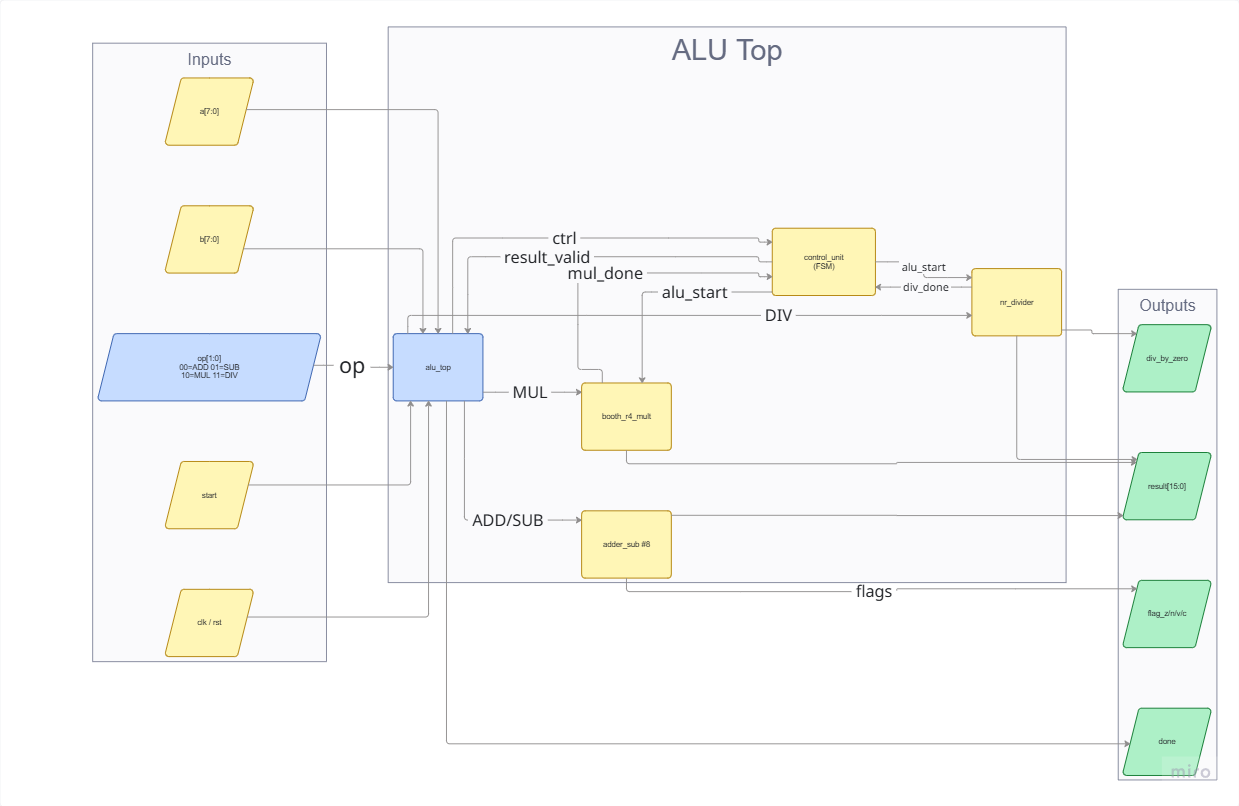 ALU Top
Inputs
a[7:0]
b[7:0]
ctrl
result_valid
control_unit
(FSM)
mul_done
alu_start
alu_start
div_done
nr_divider
DIV
Outputs
div_by_zero
op[1:0]
00=ADD 01=SUB
10=MUL 11=DIV
op
alu_top
MUL
booth_r4_mult
result[15:0]
start
ADD/SUB
adder_sub #8
flags
flag_z/n/v/c
clk / rst
done
miro